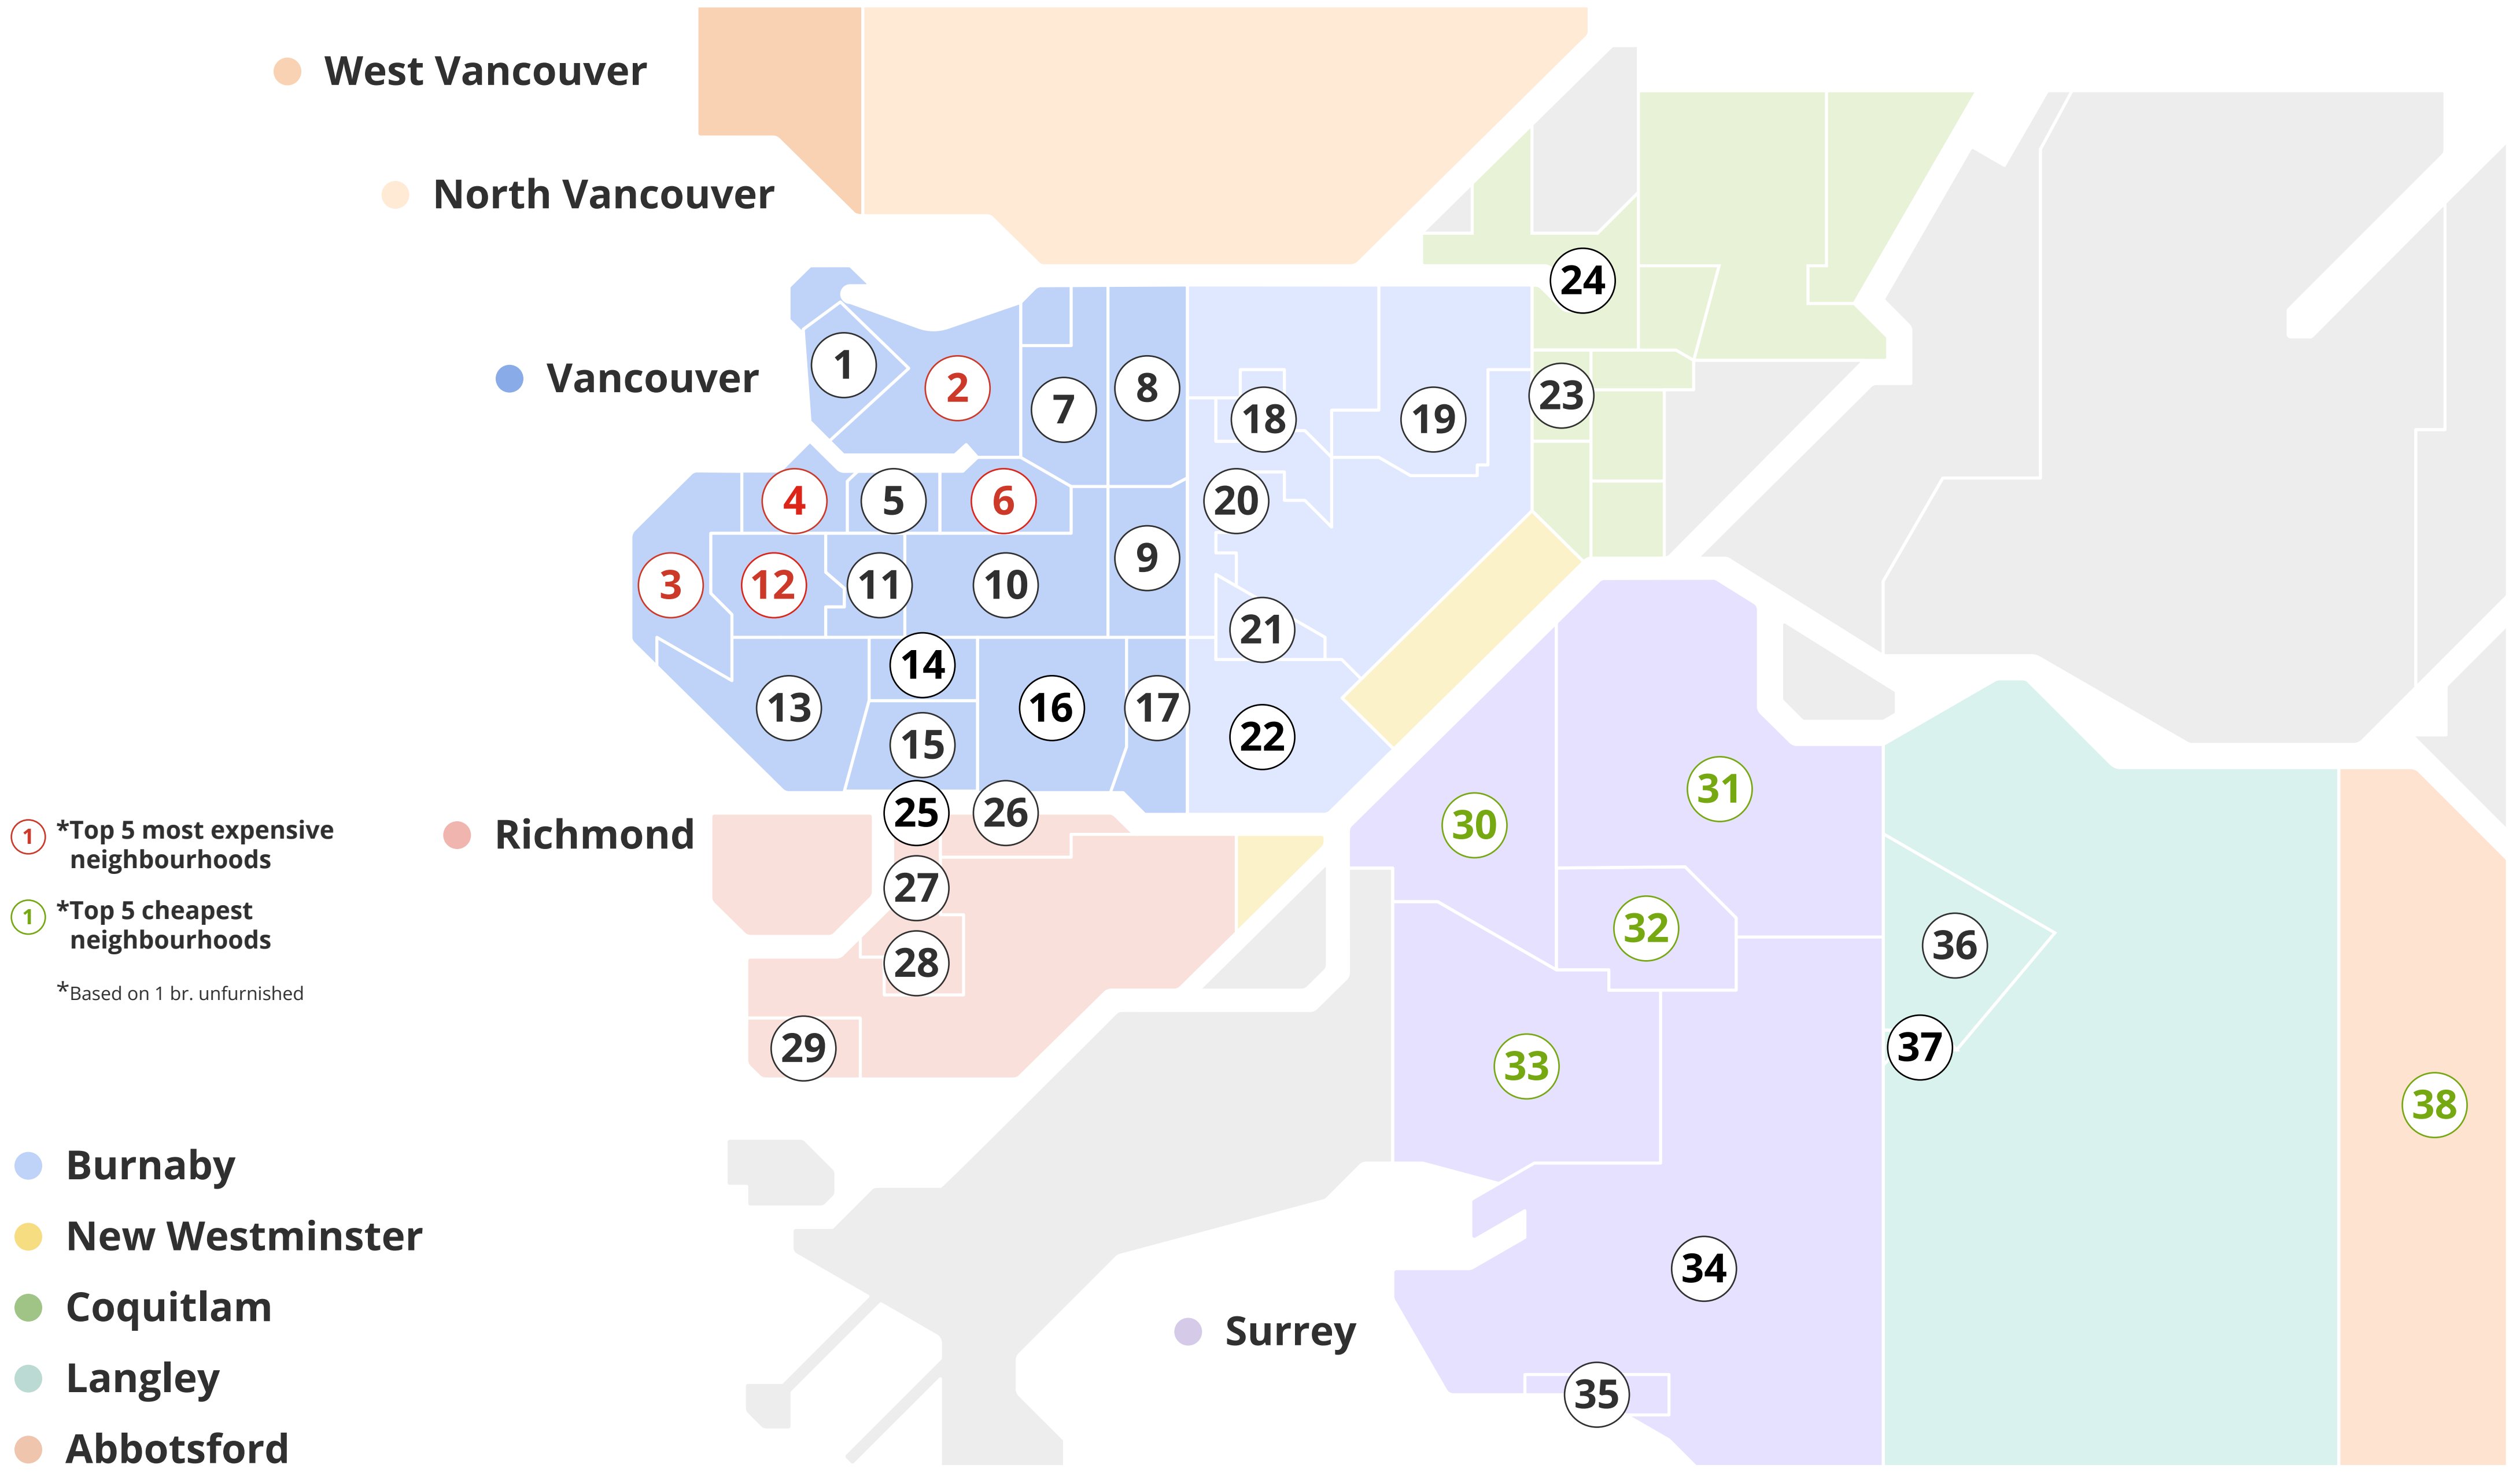 West Vancouver
North Vancouver
24
Vancouver
1
2
7
8
18
19
23
4
5
6
20
3
12
11
10
9
21
14
13
16
17
15
22
31
25
26
30
*Top 5 most expensive
neighbourhoods
Richmond
1
27
*Top 5 cheapest
neighbourhoods
1
32
36
28
*Based on 1 br. unfurnished
29
37
33
38
Burnaby
New Westminster
34
Coquitlam
Surrey
Langley
35
Abbotsford